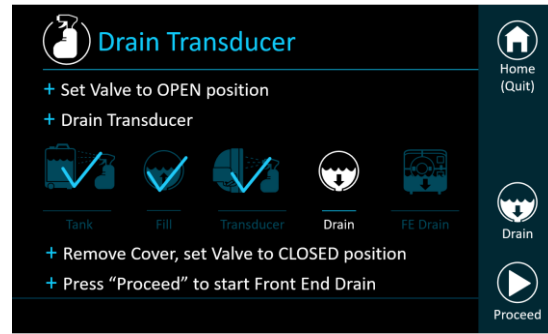 Drain Transducer
Home
(Quit)
+ Set Valve to OPEN position
+ Drain Transducer
Tank
Fill
Transducer
Drain
FE Drain
Drain
+ Remove Cover, set Valve to CLOSED position
+ Press “Proceed” to start Front End Drain
Proceed